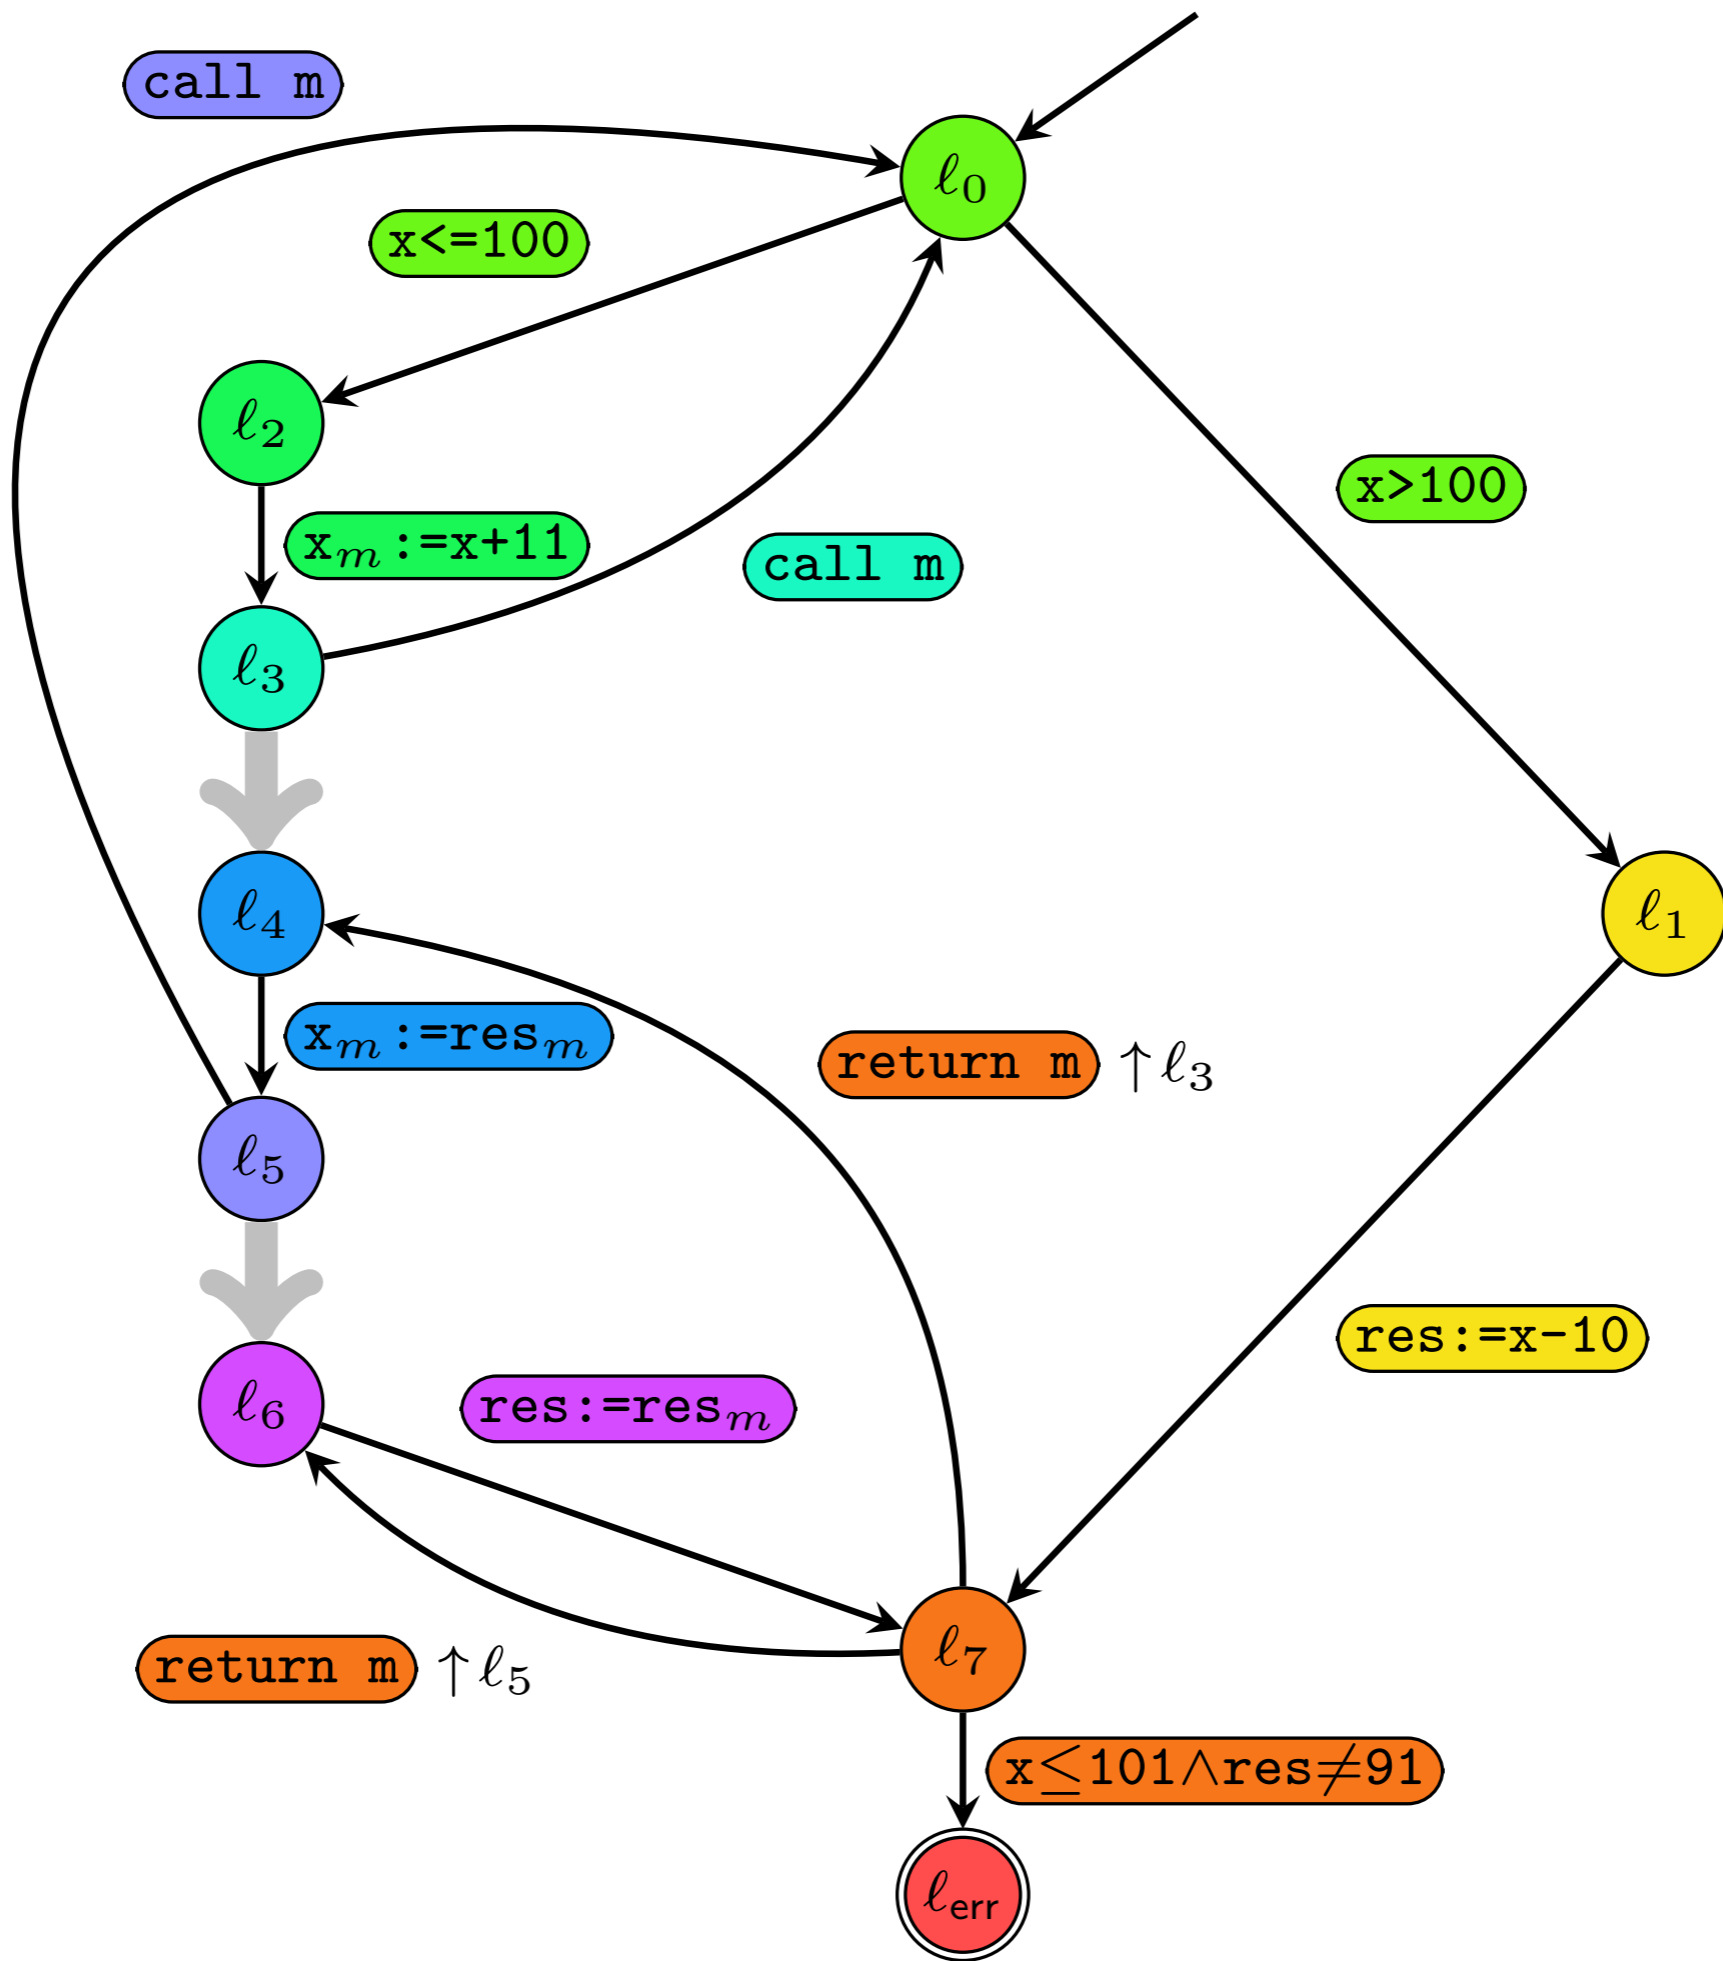 call m
ℓ0
x<=100
ℓ2
x>100
xm:=x+11
call m
ℓ3
ℓ4
ℓ1
xm:=resm
return m ↑ℓ3
ℓ5
res:=x-10
ℓ6
res:=resm
ℓ7
return m ↑ℓ5
x≤101∧res≠91
ℓerr